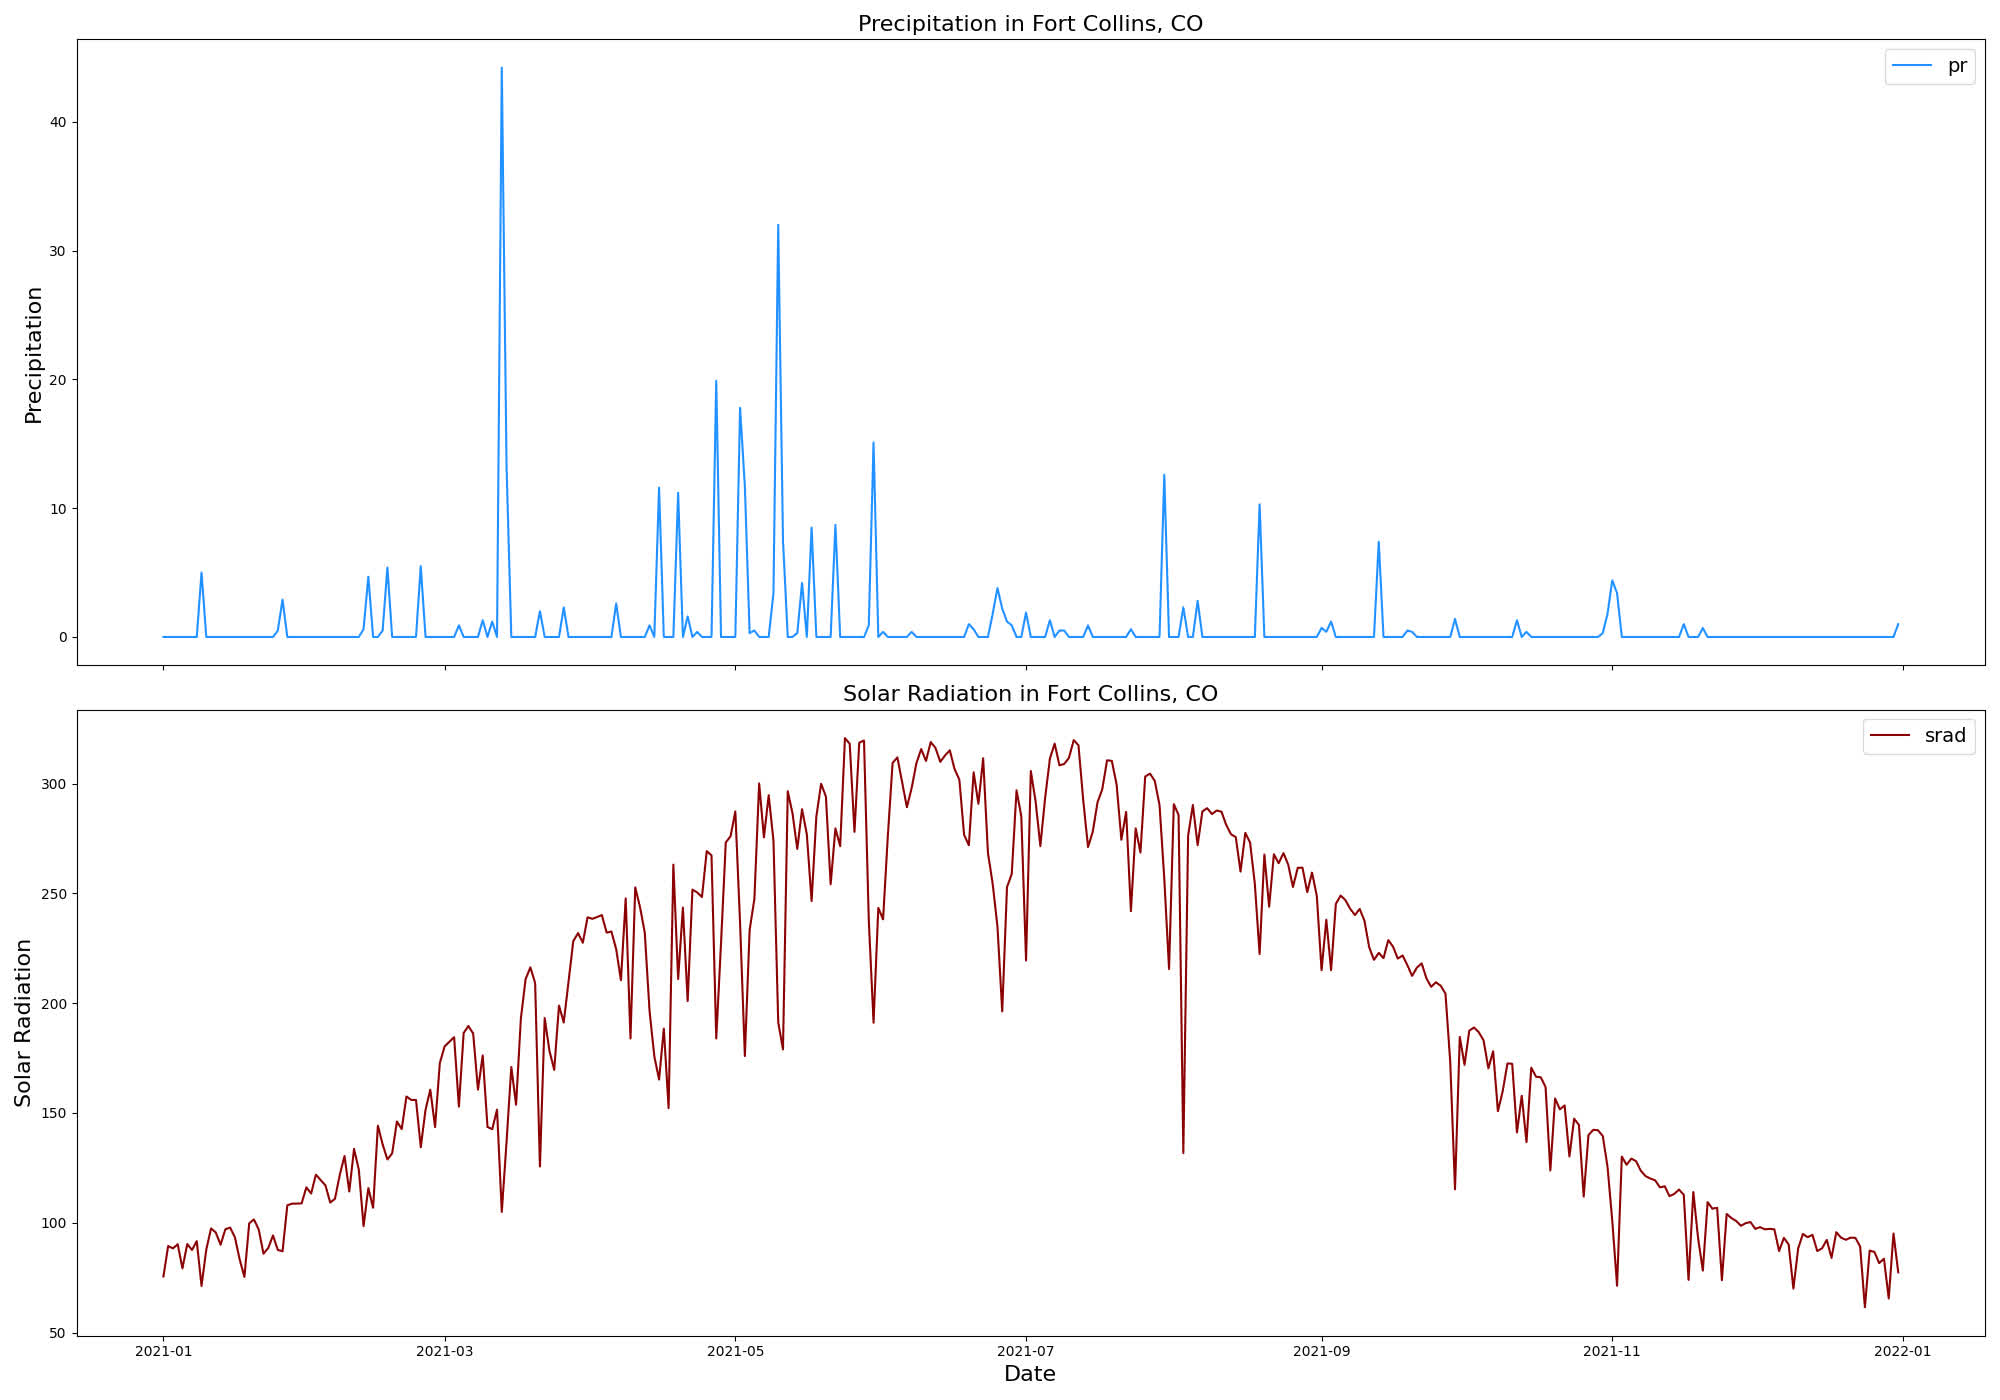 Precipitation in Fort Collins, CO
pr
40
30
20
10
0
Precipitation
Solar Radiation in Fort Collins, CO
srad
300
250
200
150
100
50
Solar Radiation
2021-01 2021-03 2021-05 2021-07 2021-09 2021-11 2022-01
Date